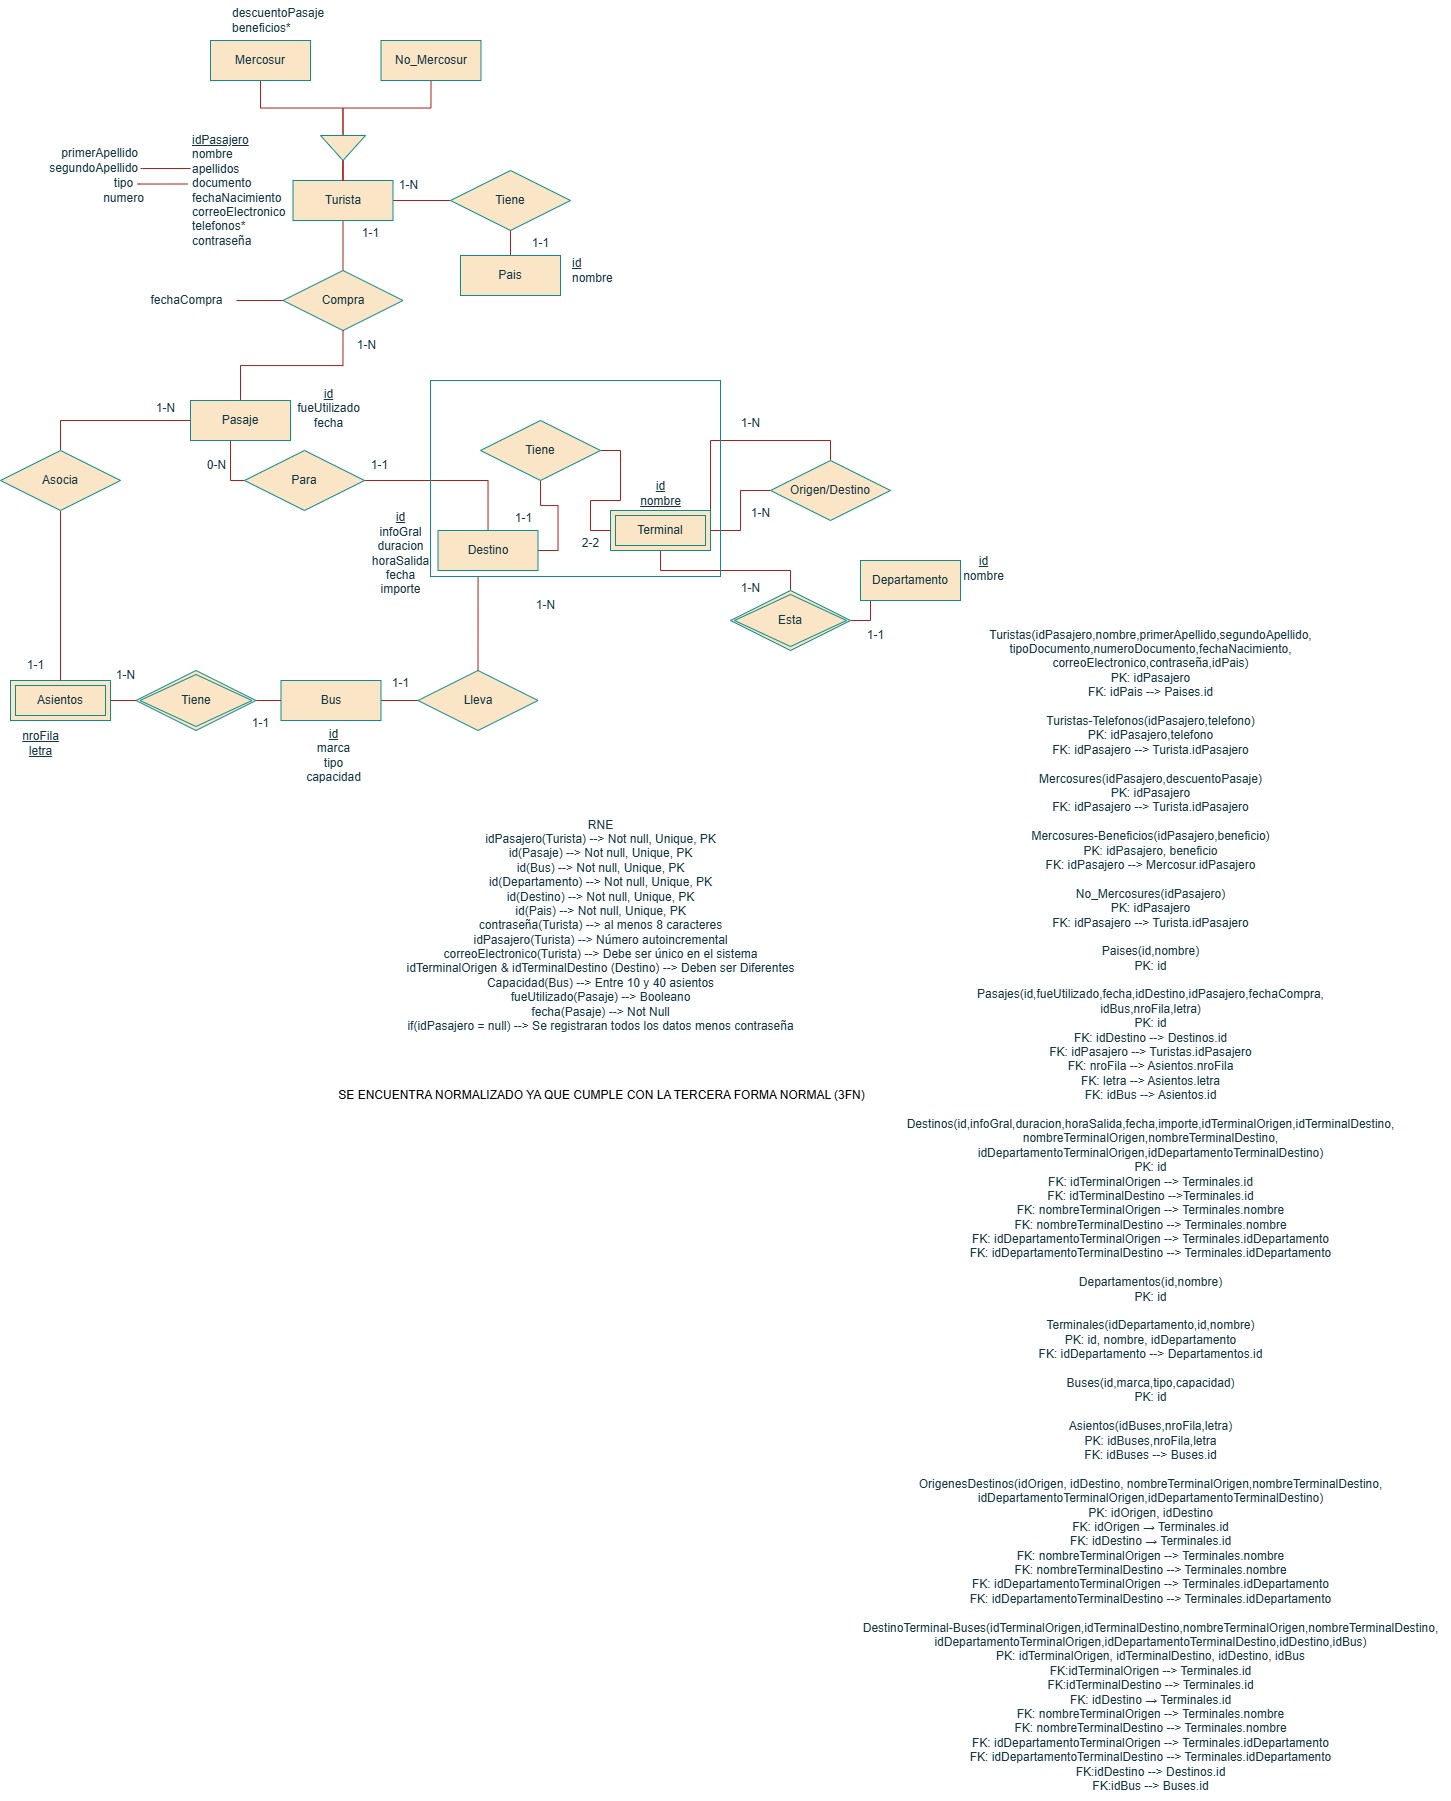 descuentoPasaje
beneficios*
Mercosur
No_Mercosur
idPasajero
nombre
apellidos
documento
fechaNacimiento
correoElectronico
telefonos*
contraseña
primerApellido
segundoApellido
tipo
numero
Turista
1-N
Tiene
1-1
1-1
Pais
id
nombre
fechaCompra
Compra
1-N
Pasaje
id
fueUtilizado
fecha
1-N
Asocia
0-N
Para
1-1
Tiene
1-1
id
nombre
Terminal
2-2
1-N
Origen/Destino
1-N
id
infoGral
duracion
horaSalida
fecha
importe
Destino
1-N
1-N
Esta
1-1
Departamento
id
nombre
1-1
Asientos
nroFila
letra
1-N
Tiene
1-1
Bus
id
marca
tipo
capacidad
1-1
Lleva
RNE
idPasajero(Turista) --> Not null, Unique, PK
id(Pasaje) --> Not null, Unique, PK
id(Bus) --> Not null, Unique, PK
id(Departamento) --> Not null, Unique, PK
id(Destino) --> Not null, Unique, PK
id(Pais) --> Not null, Unique, PK
contraseña(Turista) --> al menos 8 caracteres
idPasajero(Turista) --> Número autoincremental
correoElectronico(Turista) --> Debe ser único en el sistema
idTerminalOrigen & idTerminalDestino (Destino) --> Deben ser Diferentes
Capacidad(Bus) --> Entre 10 y 40 asientos
fueUtilizado(Pasaje) --> Booleano
fecha(Pasaje) --> Not Null
if(idPasajero = null) --> Se registraran todos los datos menos contraseña
SE ENCUENTRA NORMALIZADO YA QUE CUMPLE CON LA TERCERA FORMA NORMAL (3FN)
Turistas(idPasajero,nombre,primerApellido,segundoApellido,
tipoDocumento,numeroDocumento,fechaNacimiento,
correoElectronico,contraseña,idPais)
PK: idPasajero
FK: idPais --> Paises.id
Turistas-Telefonos(idPasajero,telefono)
PK: idPasajero,telefono
FK: idPasajero --> Turista.idPasajero
Mercosures(idPasajero,descuentoPasaje)
PK: idPasajero
FK: idPasajero --> Turista.idPasajero
Mercosures-Beneficios(idPasajero,beneficio)
PK: idPasajero, beneficio
FK: idPasajero --> Mercosur.idPasajero
No_Mercosures(idPasajero)
PK: idPasajero
FK: idPasajero --> Turista.idPasajero
Paises(id,nombre)
PK: id
Pasajes(id,fueUtilizado,fecha,idDestino,idPasajero,fechaCompra,
idBus,nroFila,letra)
PK: id
FK: idDestino --> Destinos.id
FK: idPasajero --> Turistas.idPasajero
FK: nroFila --> Asientos.nroFila
FK: letra --> Asientos.letra
FK: idBus --> Asientos.id
Destinos(id,infoGral,duracion,horaSalida,fecha,importe,idTerminalOrigen,idTerminalDestino,
nombreTerminalOrigen,nombreTerminalDestino,
idDepartamentoTerminalOrigen,idDepartamentoTerminalDestino)
PK: id
FK: idTerminalOrigen --> Terminales.id
FK: idTerminalDestino -->Terminales.id
FK: nombreTerminalOrigen --> Terminales.nombre
FK: nombreTerminalDestino --> Terminales.nombre
FK: idDepartamentoTerminalOrigen --> Terminales.idDepartamento
FK: idDepartamentoTerminalDestino --> Terminales.idDepartamento
Departamentos(id,nombre)
PK: id
Terminales(idDepartamento,id,nombre)
PK: id, nombre, idDepartamento
FK: idDepartamento --> Departamentos.id
Buses(id,marca,tipo,capacidad)
PK: id
Asientos(idBuses,nroFila,letra)
PK: idBuses,nroFila,letra
FK: idBuses --> Buses.id
OrigenesDestinos(idOrigen, idDestino, nombreTerminalOrigen,nombreTerminalDestino,
idDepartamentoTerminalOrigen,idDepartamentoTerminalDestino)
PK: idOrigen, idDestino
FK: idOrigen → Terminales.id
FK: idDestino → Terminales.id
FK: nombreTerminalOrigen --> Terminales.nombre
FK: nombreTerminalDestino --> Terminales.nombre
FK: idDepartamentoTerminalOrigen --> Terminales.idDepartamento
FK: idDepartamentoTerminalDestino --> Terminales.idDepartamento
DestinoTerminal-Buses(idTerminalOrigen,idTerminalDestino,nombreTerminalOrigen,nombreTerminalDestino,
idDepartamentoTerminalOrigen,idDepartamentoTerminalDestino,idDestino,idBus)
PK: idTerminalOrigen, idTerminalDestino, idDestino, idBus
FK:idTerminalOrigen --> Terminales.id
FK:idTerminalDestino --> Terminales.id
FK: idDestino → Terminales.id
FK: nombreTerminalOrigen --> Terminales.nombre
FK: nombreTerminalDestino --> Terminales.nombre
FK: idDepartamentoTerminalOrigen --> Terminales.idDepartamento
FK: idDepartamentoTerminalDestino --> Terminales.idDepartamento
FK:idDestino --> Destinos.id
FK:idBus --> Buses.id